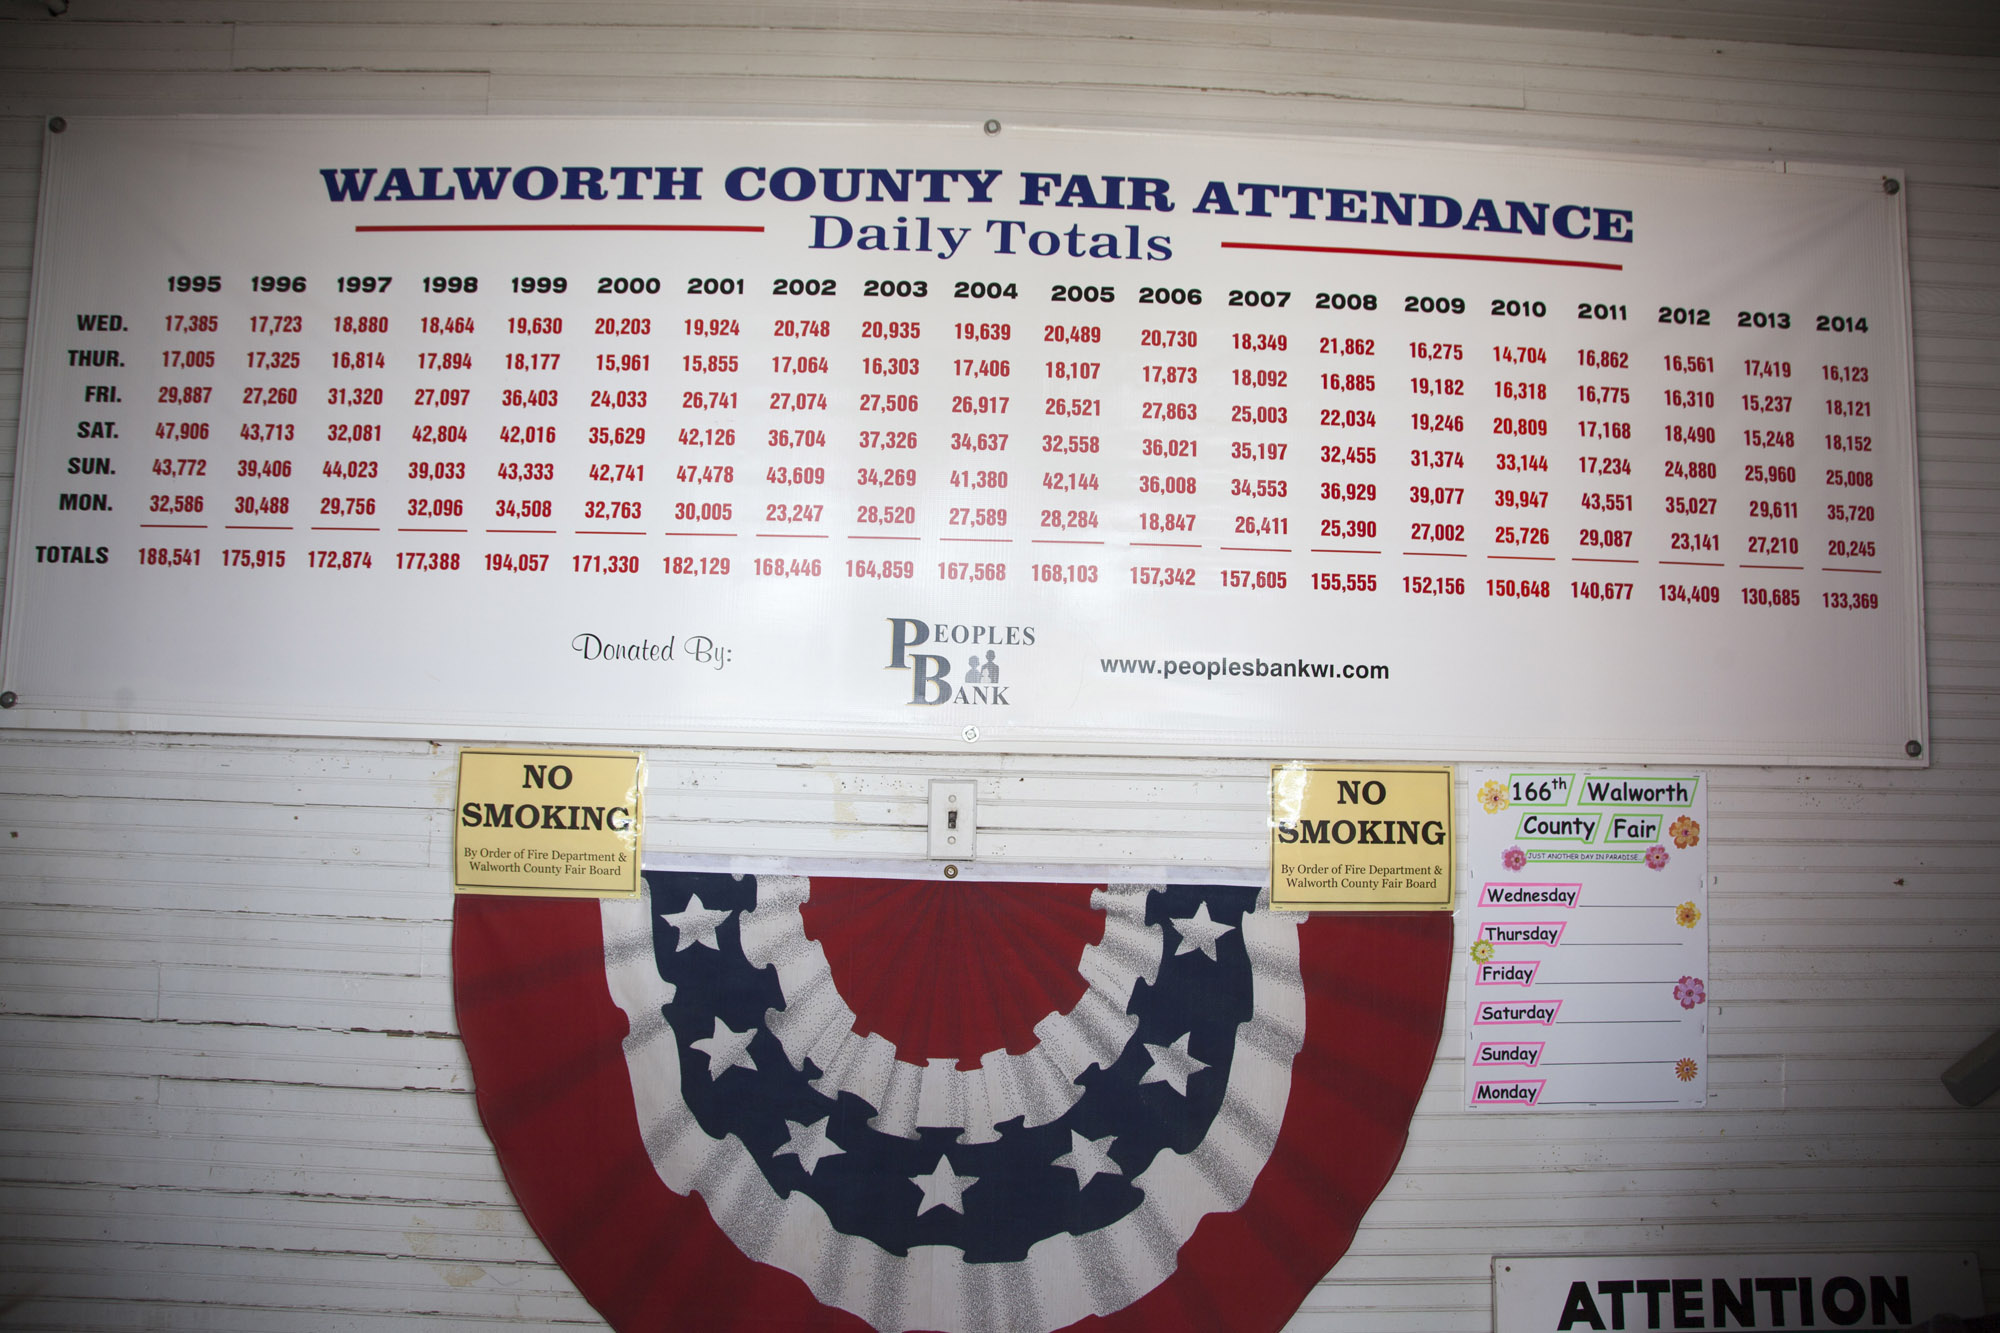 WALWORTH COUNTY FAIR ATTENDANCE
Daily Totals
1995 1996 1997 1998 1999 2000 2001 2002 2003 2004 2005 2006 2007 2008 2009 2010 2011 2012 2013 2014
WED. 17,385 17,723 18,880 18,464 19,630 20,203 19,924 20,748 20,935 19,639 20,489 20,730 18,349 21,862 16,275 14,704 16,862 16,561 17,419 16,123
THUR. 17,005 17,325 16,814 17,894 18,177 15,961 15,855 17,064 16,303 17,406 18,107 17,873 18,092 16,885 19,182 16,318 16,775 16,310 15,237 18,121
FRI. 29,887 27,260 31,320 27,097 36,403 24,033 26,741 27,074 27,506 26,917 26,521 27,863 25,003 22,034 19,246 20,809 17,168 18,490 15,248 18,152
SAT. 47,906 43,713 32,081 42,804 42,016 35,629 42,126 36,704 37,326 34,637 32,558 36,021 35,197 32,455 31,374 33,144 17,234 24,880 25,960 25,008
SUN. 43,772 39,406 44,023 39,033 43,333 42,741 47,478 43,609 34,269 41,380 42,144 36,008 34,553 36,929 39,077 39,947 43,551 35,027 29,611 35,720
MON. 32,586 30,488 29,756 32,096 34,508 32,763 30,005 23,247 28,520 27,589 28,284 18,847 26,411 25,390 27,002 25,726 29,087 23,141 27,210 20,245
TOTALS 188,541 175,915 172,874 177,388 194,057 171,330 182,129 168,446 164,859 167,568 168,103 157,342 157,605 155,555 152,156 150,648 140,677 134,409 130,685 133,369
Donated By:
PEOPLES
BANK
www.peoplesbankwi.com
NO
SMOKING
By Order of Fire Department &
Walworth County Fair Board
NO
SMOKING
By Order of Fire Department &
Walworth County Fair Board
166th Walworth
County Fair
JUST ANOTHER DAY IN PARADISE
Wednesday
Thursday
Friday
Saturday
Sunday
Monday
ATTENTION